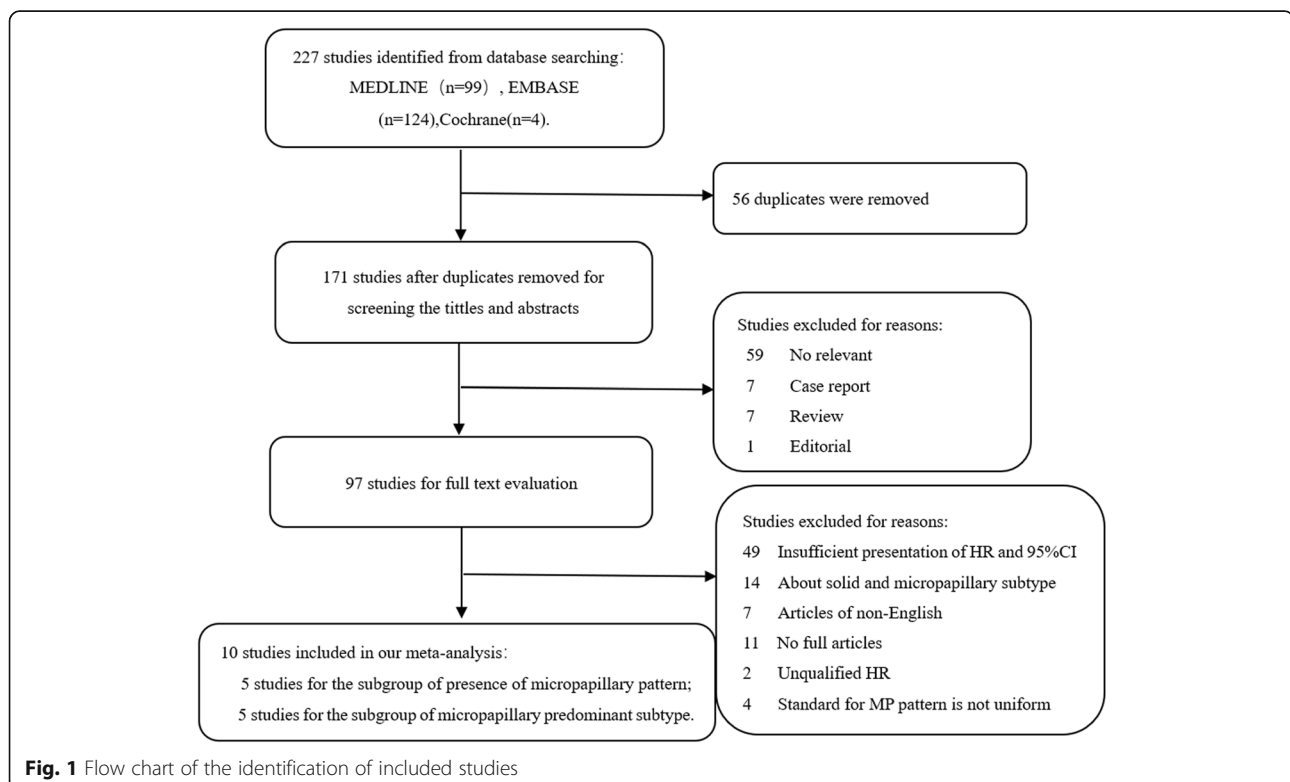 227 studies identified from database searching:
MEDLINE (n=99) , EMBASE
(n=124),Cochrane(n=4).
56 duplicates were removed
171 studies after duplicates removed for
screening the tittles and abstracts
Studies excluded for reasons:
59 No relevant
7 Case report
7 Review
1 Editorial
97 studies for full text evaluation
Studies excluded for reasons:
49 Insufficient presentation of HR and 95%CI
14 About solid and micropapillary subtype
7 Articles of non-English
11 No full articles
2 Unqualified HR
4 Standard for MP pattern is not uniform
10 studies included in our meta-analysis:
5 studies for the subgroup of presence of micropapillary pattern;
5 studies for the subgroup of micropapillary predominant subtype.
Fig. 1 Flow chart of the identification of included studies